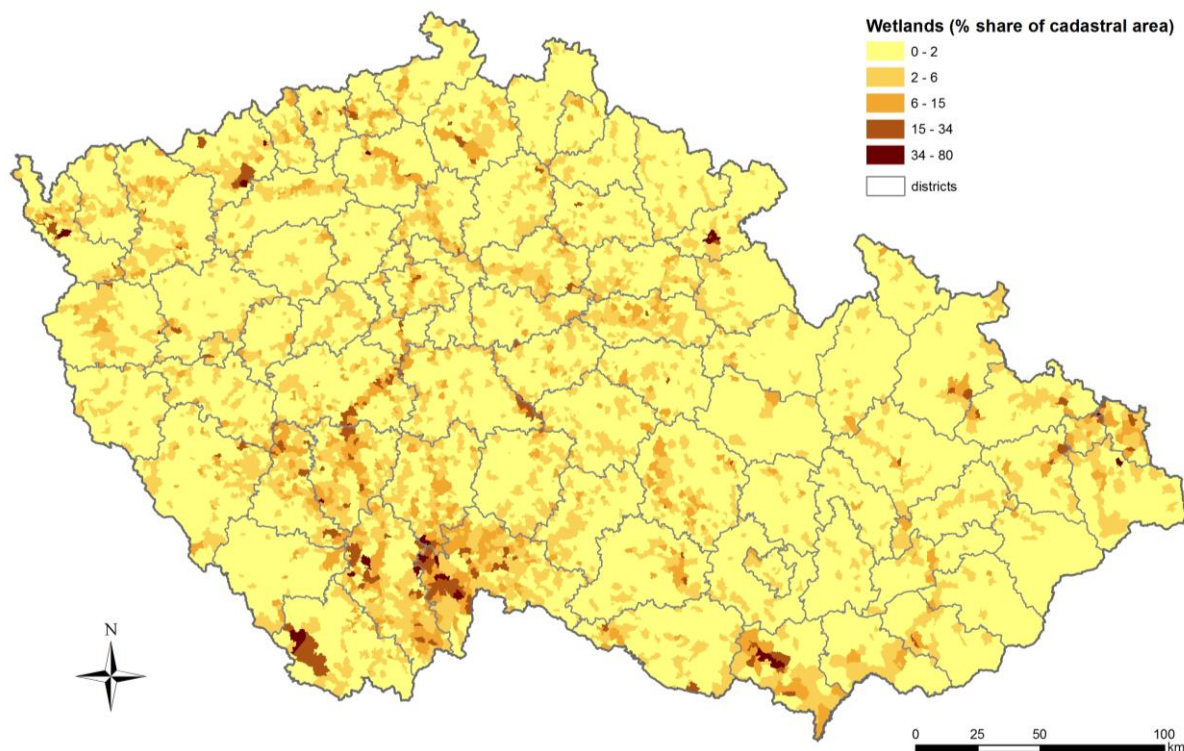 Wetlands (% share of cadastral area)
0 - 2
2 - 6
6 - 15
15 - 34
34 - 80
districts
N
0 25 50 100
km